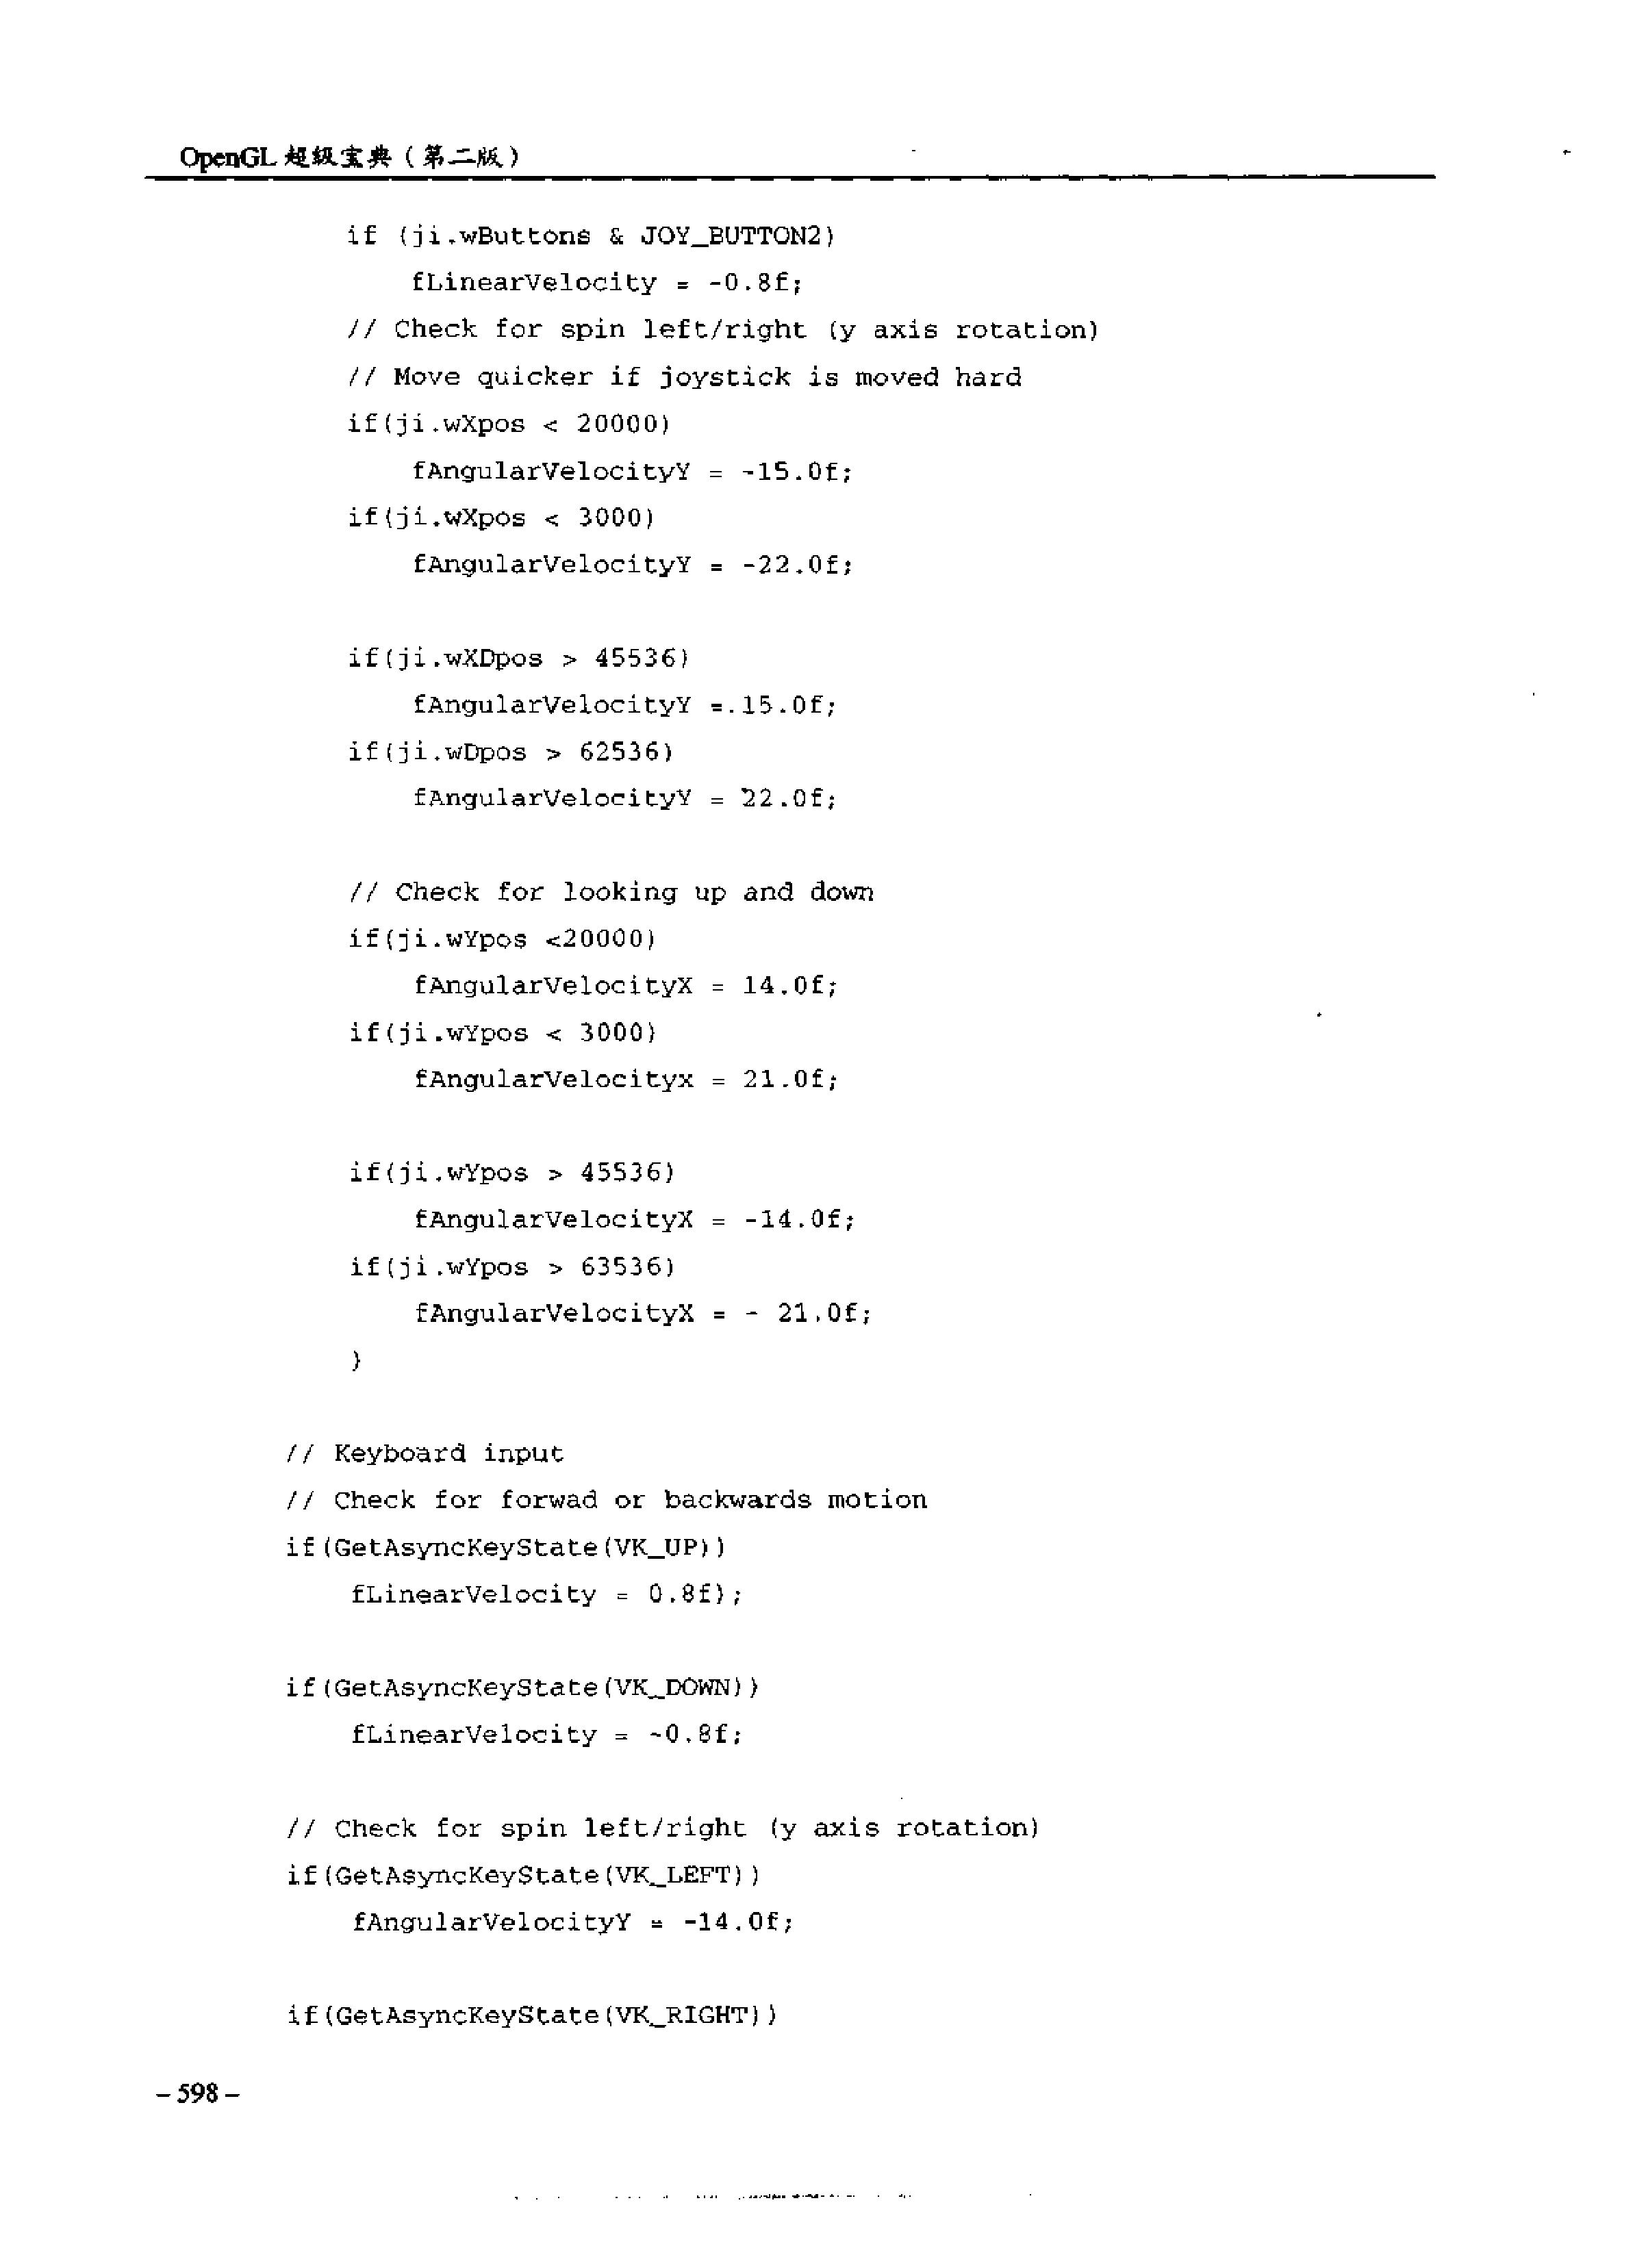 OpenGL 超级宝典（第二版）
if (ji.wButtons & JOY_BUTTON2)
fLinearVelocity = -0.8f;
// Check for spin left/right (y axis rotation)
// Move quicker if joystick is moved hard
if(ji.wXpos < 20000)
fAngularVelocityY = -15.0f;
if(ji.wXpos < 3000)
fAngularVelocityY = -22.0f;
if(ji.wXDpos > 45536)
fAngularVelocityY =.15.0f;
if(ji.wDpos > 62536)
fAngularVelocityY = 22.0f;
// Check for looking up and down
if(ji.wYpos <20000)
fAngularVelocityX = 14.0f;
if(ji.wYpos < 3000)
fAngularVelocityx = 21.0f;
if(ji.wYpos > 45536)
fAngularVelocityX = -14.0f;
if(ji.wYpos > 63536)
fAngularVelocityX = - 21.0f;
}
// Keyboard input
// Check for forwad or backwards motion
if(GetAsyncKeyState(VK_UP))
fLinearVelocity = 0.8f);
if(GetAsyncKeyState(VK_DOWN))
fLinearVelocity = -0.8f;
// Check for spin left/right (y axis rotation)
if(GetAsyncKeyState(VK_LEFT))
fAngularVelocityY = -14.0f;
if(GetAsyncKeyState(VK_RIGHT))
- 598 -